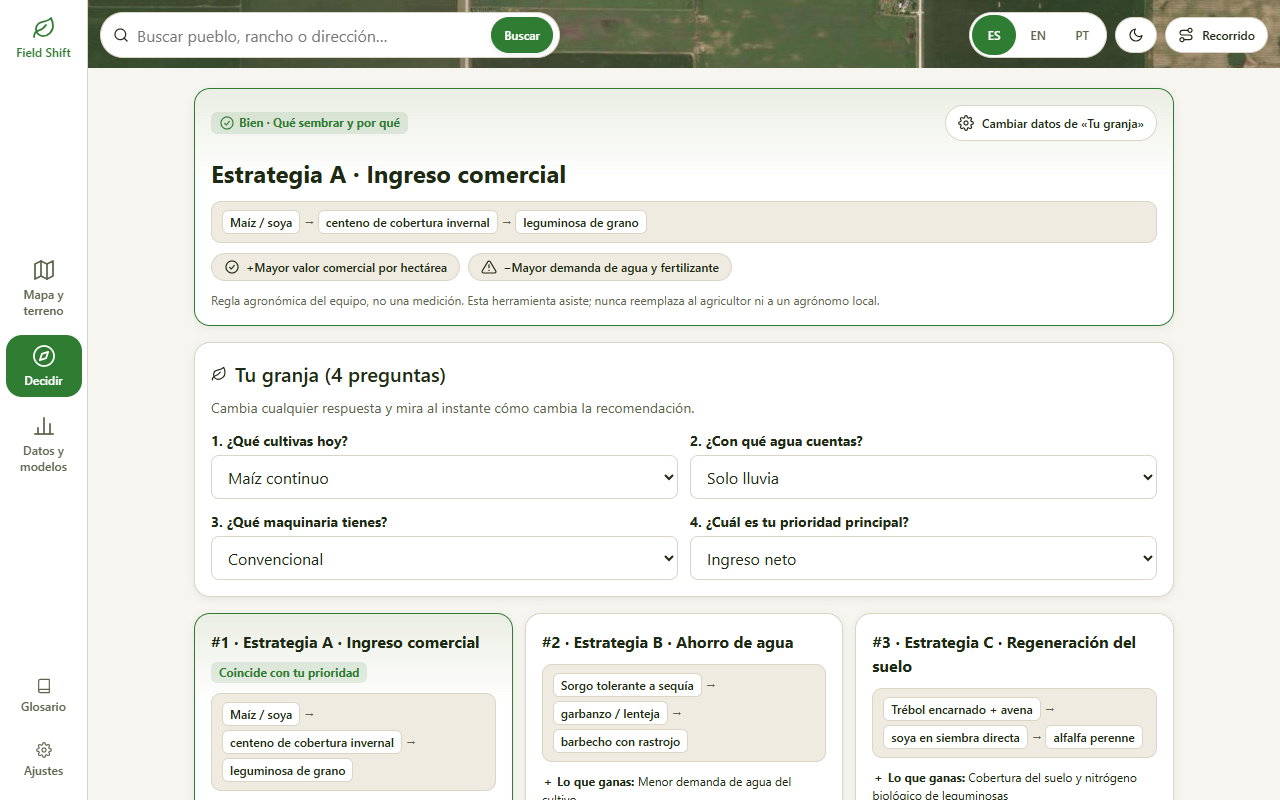 Field Shift
Buscar pueblo, rancho o dirección...
Buscar
ES
EN
PT
Recorrido
Mapa y
terreno
Decidir
Datos y
modelos
Glosario
Ajustes
Bien · Qué sembrar y por qué
Cambiar datos de «Tu granja»
Estrategia A · Ingreso comercial
Maíz / soya → centeno de cobertura invernal → leguminosa de grano
+Mayor valor comercial por hectárea
−Mayor demanda de agua y fertilizante
Regla agronómica del equipo, no una medición. Esta herramienta asiste; nunca reemplaza al agricultor ni a un agrónomo local.
Tu granja (4 preguntas)
Cambia cualquier respuesta y mira al instante cómo cambia la recomendación.
1. ¿Qué cultivas hoy?
Maíz continuo
2. ¿Con qué agua cuentas?
Solo lluvia
3. ¿Qué maquinaria tienes?
Convencional
4. ¿Cuál es tu prioridad principal?
Ingreso neto
#1 · Estrategia A · Ingreso comercial
Coincide con tu prioridad
Maíz / soya →
centeno de cobertura invernal →
leguminosa de grano
#2 · Estrategia B · Ahorro de agua
Sorgo tolerante a sequía →
garbanzo / lenteja →
barbecho con rastrojo
+ Lo que ganas: Menor demanda de agua del
cultivo
#3 · Estrategia C · Regeneración del
suelo
Trébol encarnado + avena →
soya en siembra directa → alfalfa perenne
+ Lo que ganas: Cobertura del suelo y nitrógeno
biológico de leguminosas